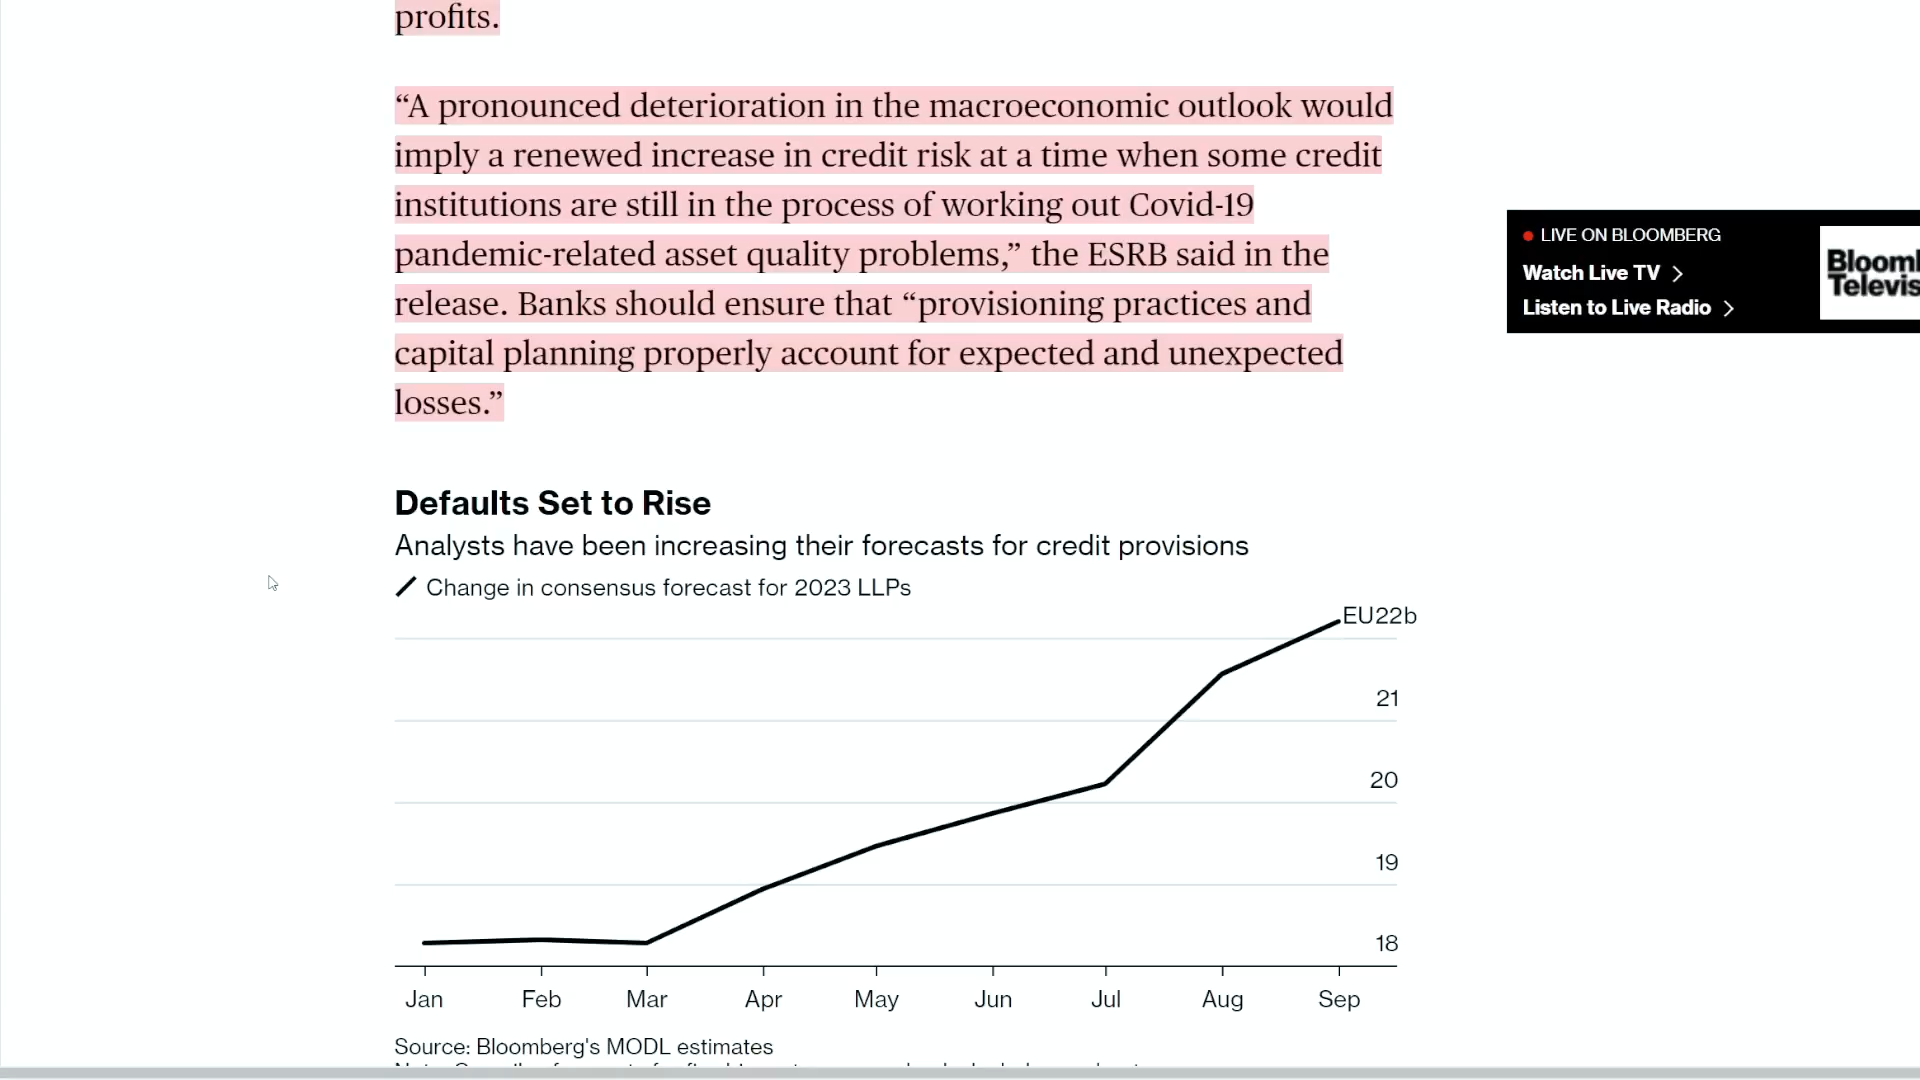 profits.
“A pronounced deterioration in the macroeconomic outlook would
imply a renewed increase in credit risk at a time when some credit
institutions are still in the process of working out Covid-19
pandemic-related asset quality problems,” the ESRB said in the
release. Banks should ensure that “provisioning practices and
capital planning properly account for expected and unexpected
losses.”
LIVE ON BLOOMBERG
Watch Live TV
Listen to Live Radio
Defaults Set to Rise
Analysts have been increasing their forecasts for credit provisions
Change in consensus forecast for 2023 LLPs
EU22b
21
20
19
18
Jan Feb Mar Apr May Jun Jul Aug Sep
Source: Bloomberg's MODL estimates